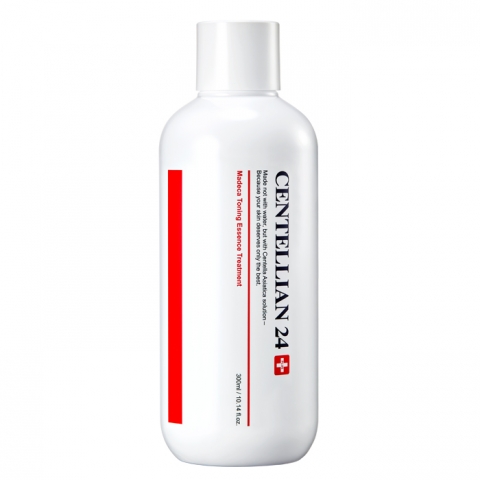 CENTELLIAN 24
Made not with water, but with Centella Asiatica solution –
Because your skin deserves only the best.
Madeca Toning Essence Treatment
300ml / 10.14 fl.oz.